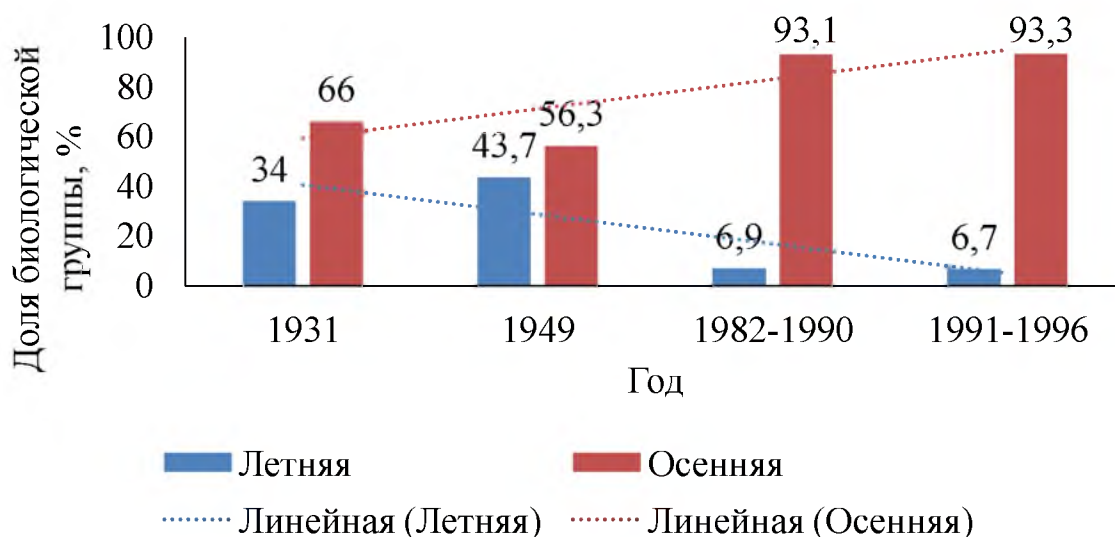 Доля биологической
группы, %
100
80
60
40
20
0
34
66
43,7
56,3
6,9
93,1
6,7
93,3
1931
1949
1982-1990
1991-1996
Год
Летняя
Осенняя
Линейная (Летняя)
Линейная (Осенняя)